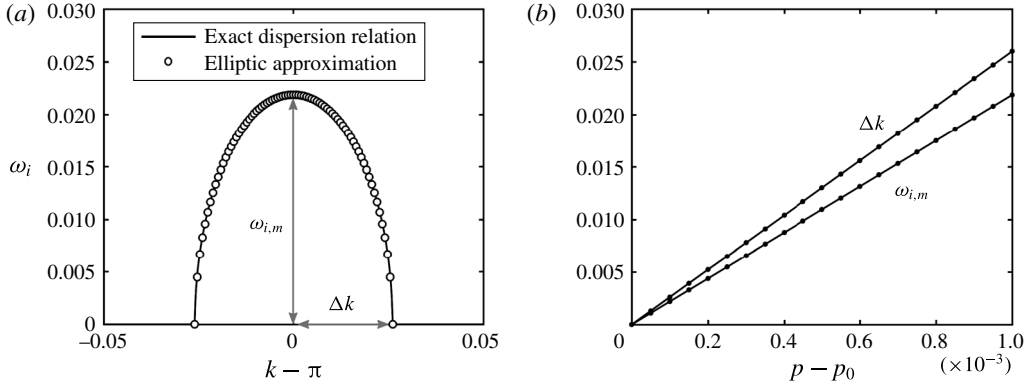 (a)
0.030
0.025
0.020
0.015
0.010
0.005
0
ωi
Exact dispersion relation
Elliptic approximation
ωi,m
Δk
−0.05
0
0.05
k − π
(b)
0.030
0.025
0.020
0.015
0.010
0.005
0
Δk
ωi,m
0.2
0.4
0.6
0.8
1.0
(×10−3)
p − p0